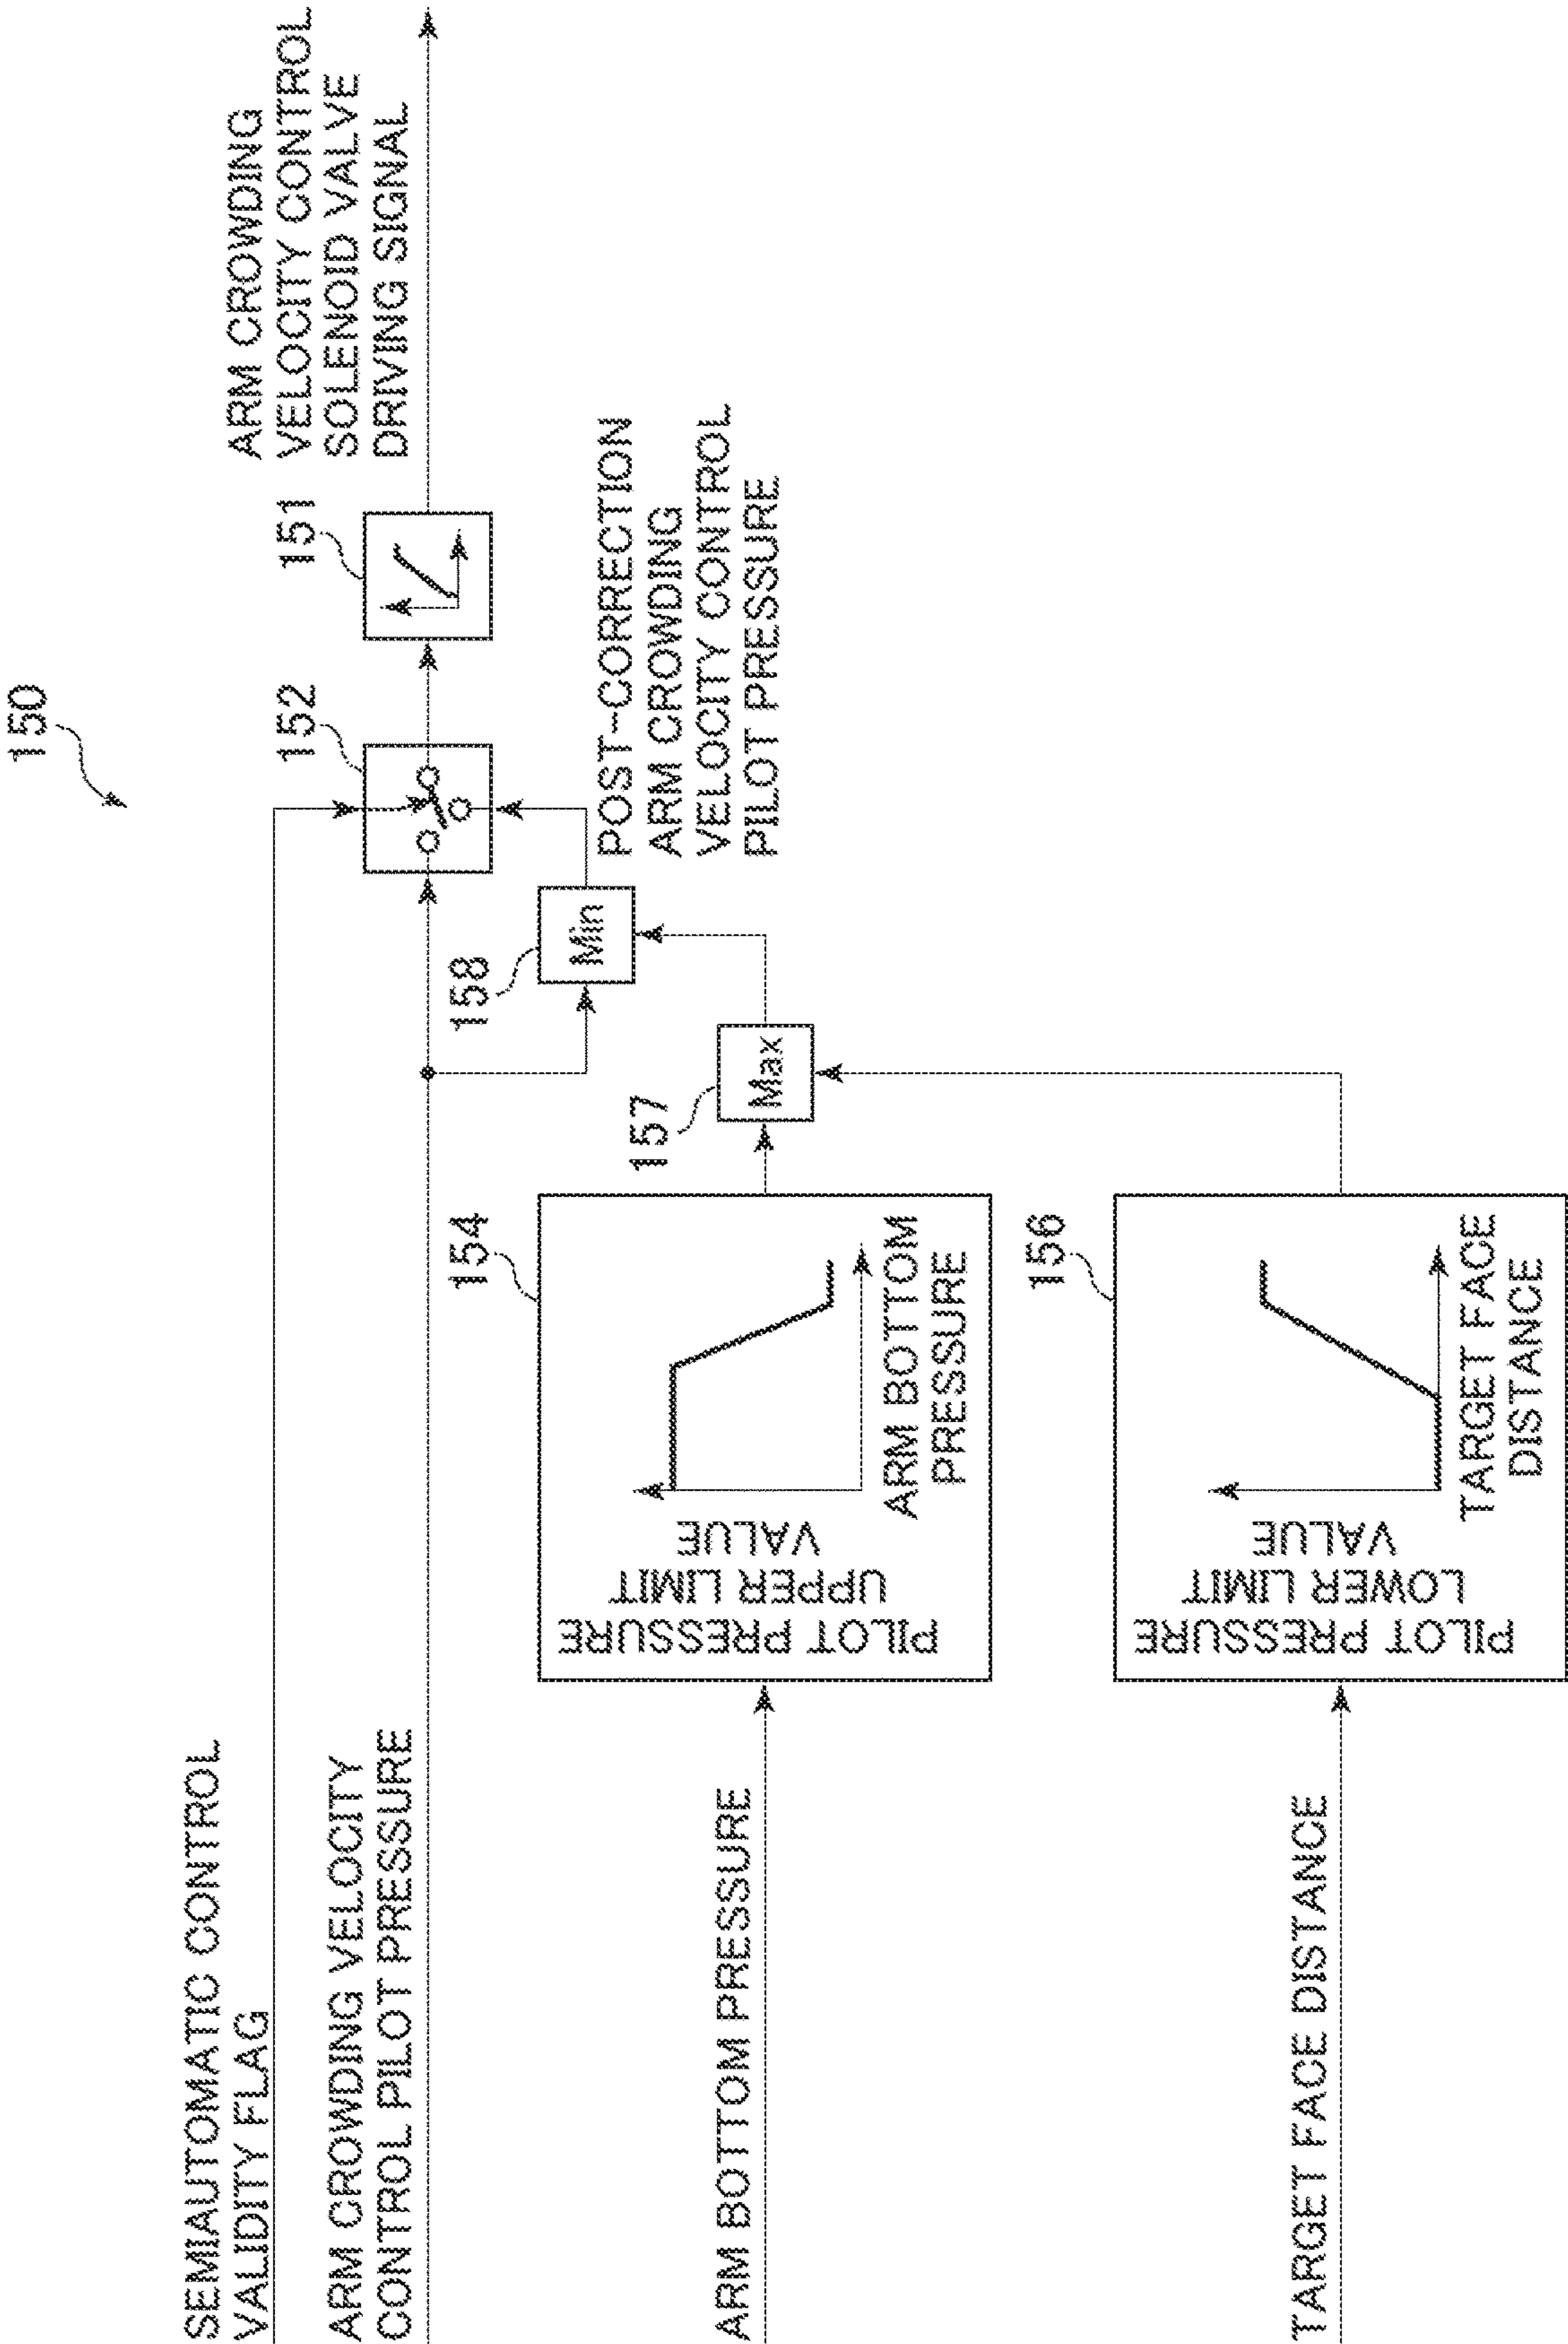 150
SEMIAUTOMATIC CONTROL
VALIDITY FLAG
ARM CROWDING VELOCITY
CONTROL PILOT PRESSURE
152
151
ARM CROWDING
VELOCITY CONTROL
SOLENOID VALVE
DRIVING SIGNAL
158
Min
POST-CORRECTION
ARM CROWDING
VELOCITY CONTROL
PILOT PRESSURE
ARM BOTTOM PRESSURE
154
PILOT PRESSURE
UPPER LIMIT
VALUE
ARM BOTTOM
PRESSURE
157
Max
TARGET FACE DISTANCE
156
PILOT PRESSURE
LOWER LIMIT
VALUE
TARGET FACE
DISTANCE